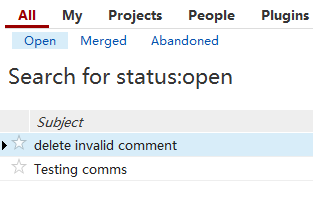 All My Projects People Plugins
Open Merged Abandoned
Search for status:open
Subject
delete invalid comment
Testing comms